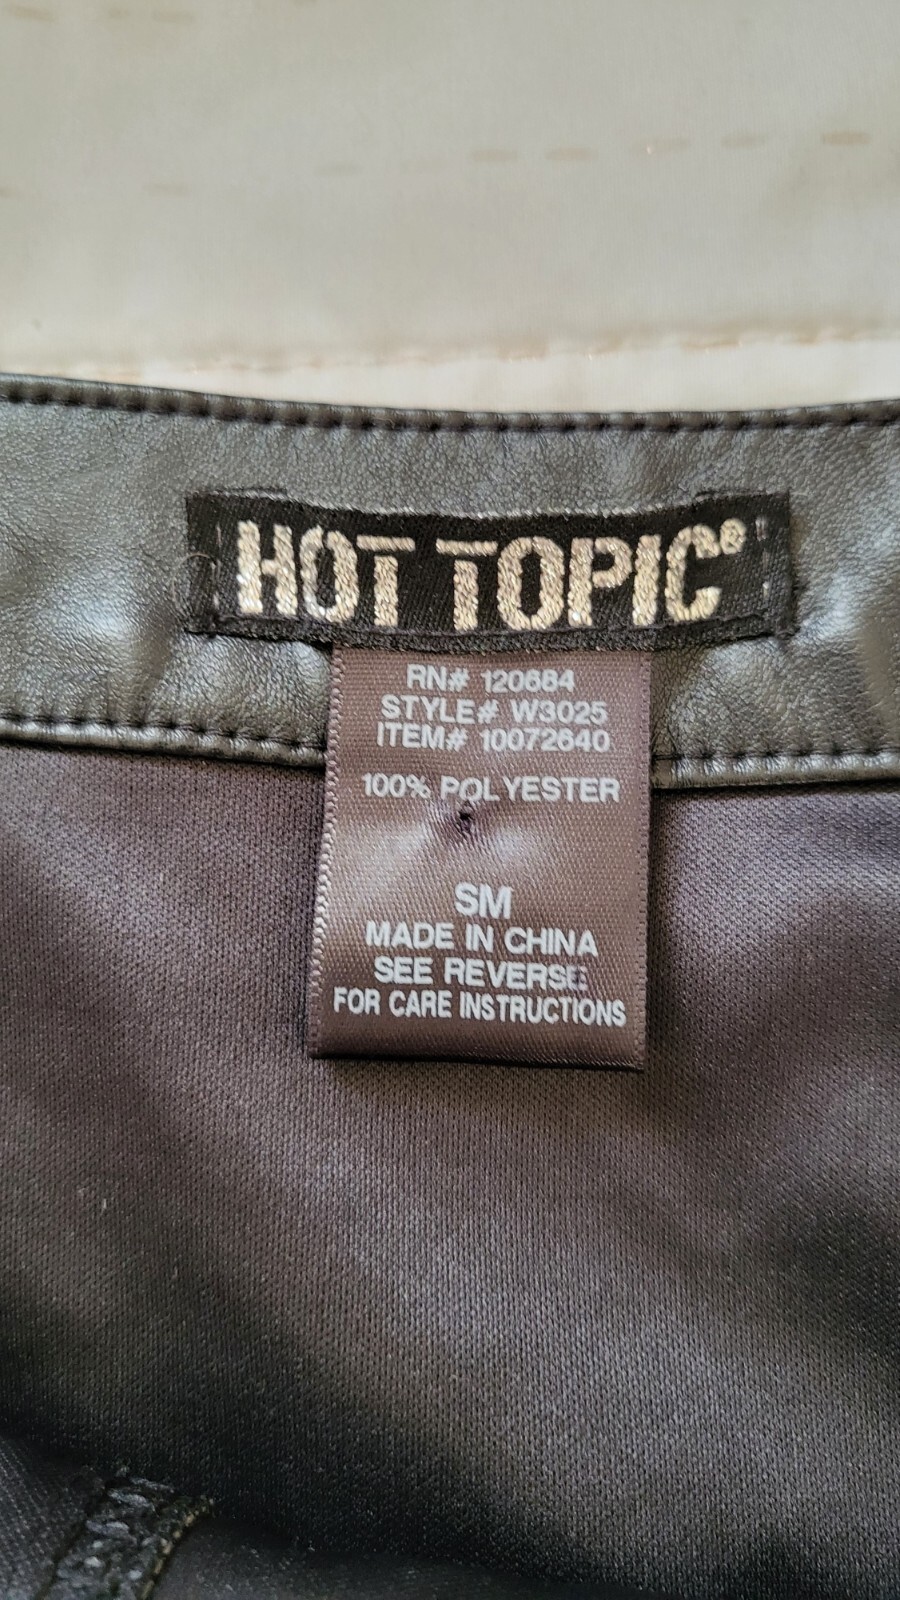 HOT TOPIC®
RN# 120684
STYLE# W3025
ITEM# 10072640
100% POLYESTER
SM
MADE IN CHINA
SEE REVERSE
FOR CARE INSTRUCTIONS